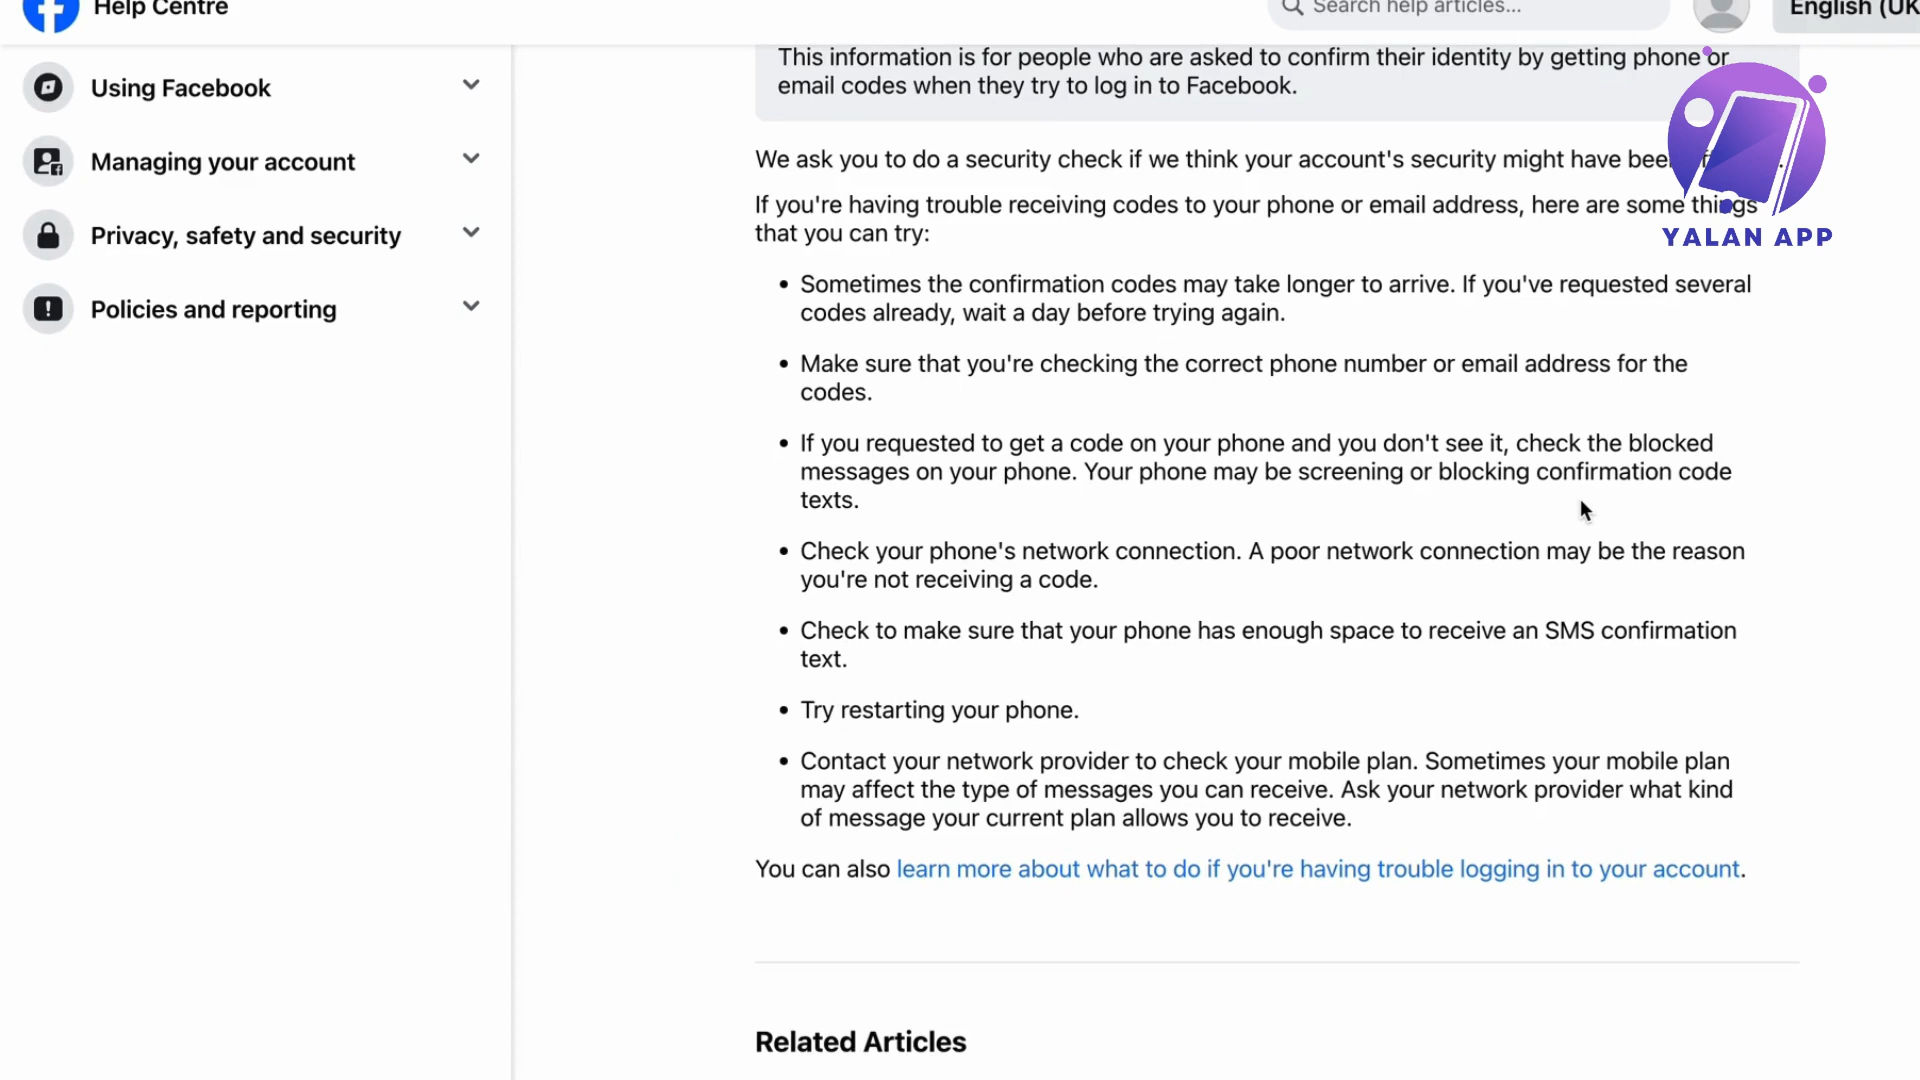 Help Centre
Search help articles...
English (UK
Using Facebook
Managing your account
Privacy, safety and security
Policies and reporting
This information is for people who are asked to confirm their identity by getting phone or
email codes when they try to log in to Facebook.
We ask you to do a security check if we think your account's security might have been
If you're having trouble receiving codes to your phone or email address, here are some things
that you can try:
• Sometimes the confirmation codes may take longer to arrive. If you've requested several
codes already, wait a day before trying again.
• Make sure that you're checking the correct phone number or email address for the
codes.
• If you requested to get a code on your phone and you don't see it, check the blocked
messages on your phone. Your phone may be screening or blocking confirmation code
texts.
• Check your phone's network connection. A poor network connection may be the reason
you're not receiving a code.
• Check to make sure that your phone has enough space to receive an SMS confirmation
text.
• Try restarting your phone.
• Contact your network provider to check your mobile plan. Sometimes your mobile plan
may affect the type of messages you can receive. Ask your network provider what kind
of message your current plan allows you to receive.
You can also learn more about what to do if you're having trouble logging in to your account.
Related Articles
YALAN APP